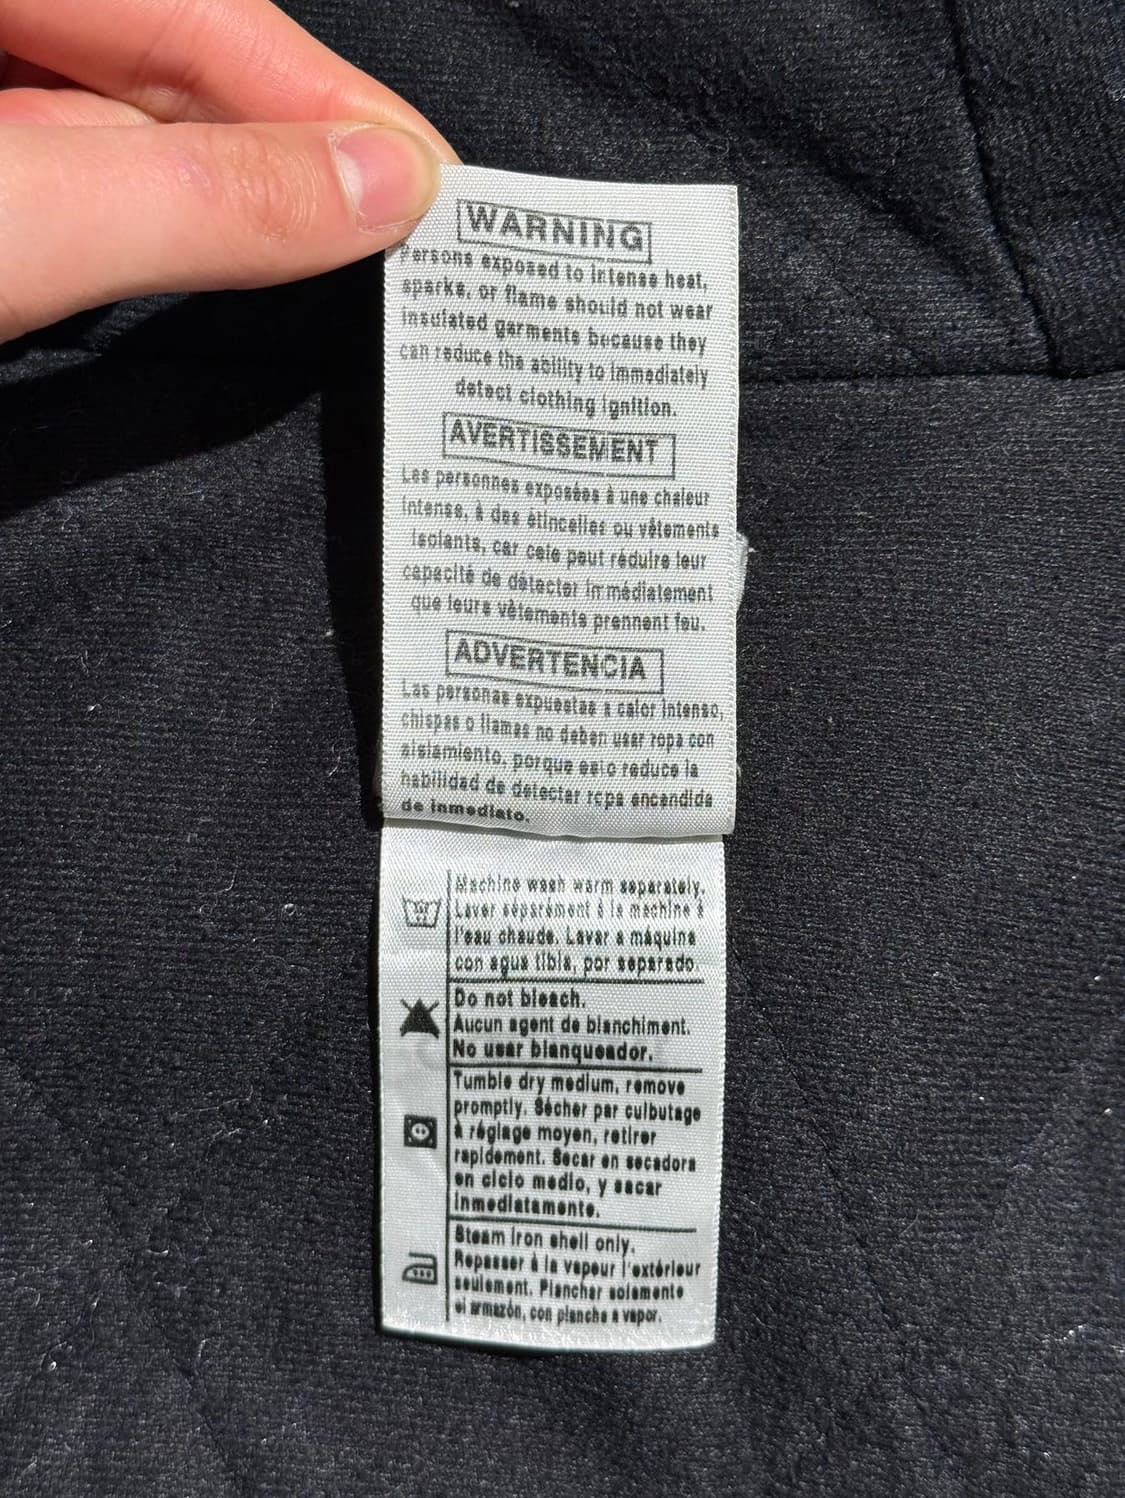 WARNING
Persons exposed to intense heat,
sparks, or flame should not wear
insulated garments because they
can reduce the ability to immediately
detect clothing ignition.
AVERTISSEMENT
Les personnes exposées à une chaleur
intense, à des étincelles ou vêtements
isolants, car cele peut réduire leur
capacité de détecter immédiatement
que leurs vêtements prennent feu.
ADVERTENCIA
Las personas expuestas a calor intenso,
chispas o llamas no deben usar ropa con
aislamiento, porque esto reduce la
habilidad de detectar ropa encendida
de inmediato.
Machine wash warm separately.
Laver séparément à la machine à
l'eau chaude. Lavar a máquina
con agua tibia, por separado.
Do not bleach.
Aucun agent de blanchiment.
No usar blanqueador.
Tumble dry medium, remove
promptly. Sécher par culbutage
à réglage moyen, retirer
rapidement. Secar en secadora
en ciclo medio, y sacar
inmediatamente.
Steam iron shell only.
Repasser à la vapeur l'extérieur
seulement. Planchar solamente
el armazón, con plancha a vapor.